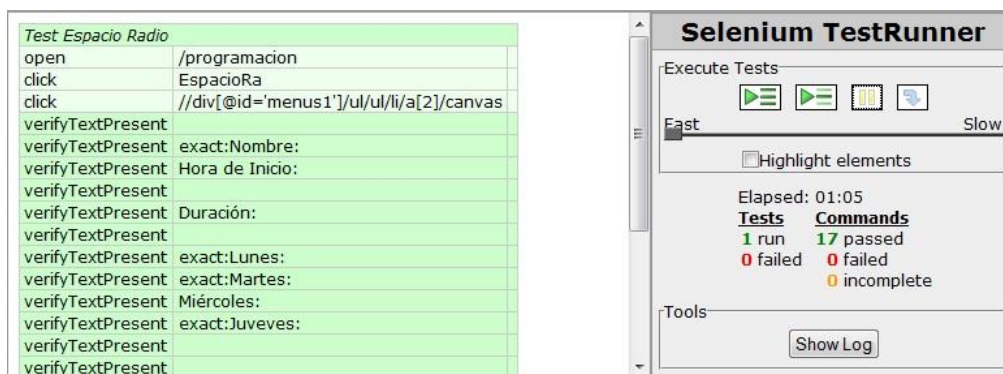 Test Espacio Radio
open /programacion
click EspacioRa
click //div[@id='menus1']/ul/ul/li/a[2]/canvas
verifyTextPresent
verifyTextPresent exact:Nombre:
verifyTextPresent Hora de Inicio:
verifyTextPresent
verifyTextPresent Duración:
verifyTextPresent
verifyTextPresent exact:Lunes:
verifyTextPresent exact:Martes:
verifyTextPresent Miércoles:
verifyTextPresent exact:Juveves:
verifyTextPresent
verifyTextPresent
Selenium TestRunner
Execute Tests
Fast Slow
Highlight elements
Elapsed: 01:05
Tests Commands
1 run 17 passed
0 failed 0 failed
0 incomplete
Tools
Show Log